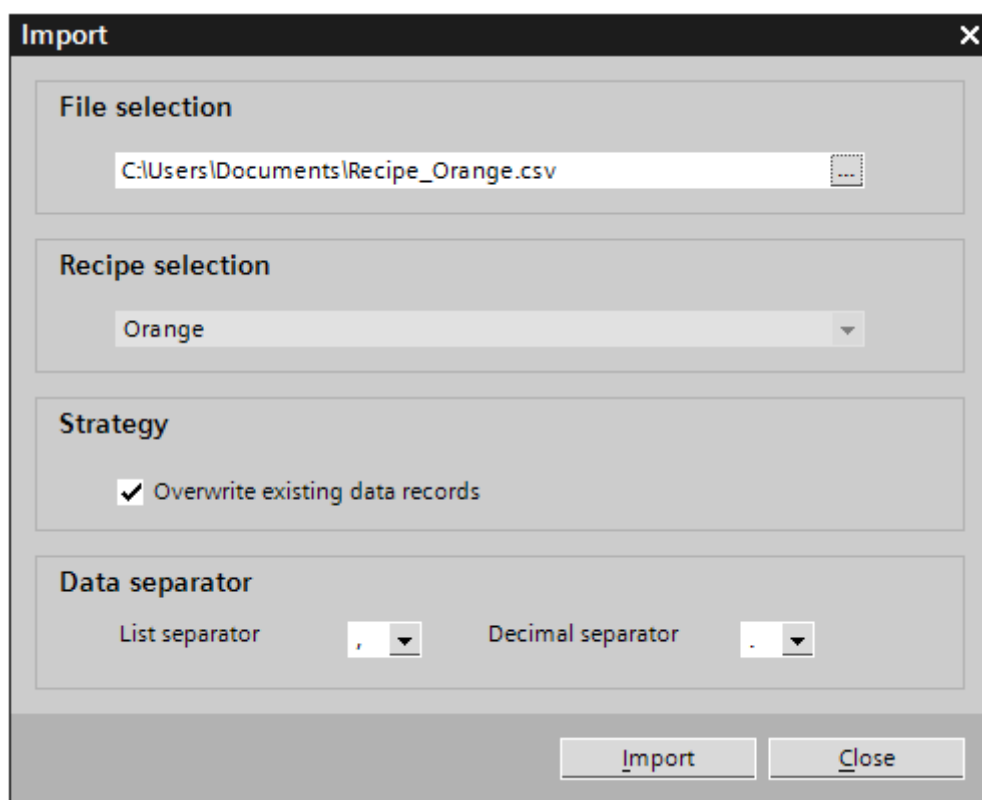 Import
File selection
C:\Users\Documents\Recipe_Orange.csv ...
Recipe selection
Orange
Strategy
Overwrite existing data records
Data separator
List separator , Decimal separator .
Import Close